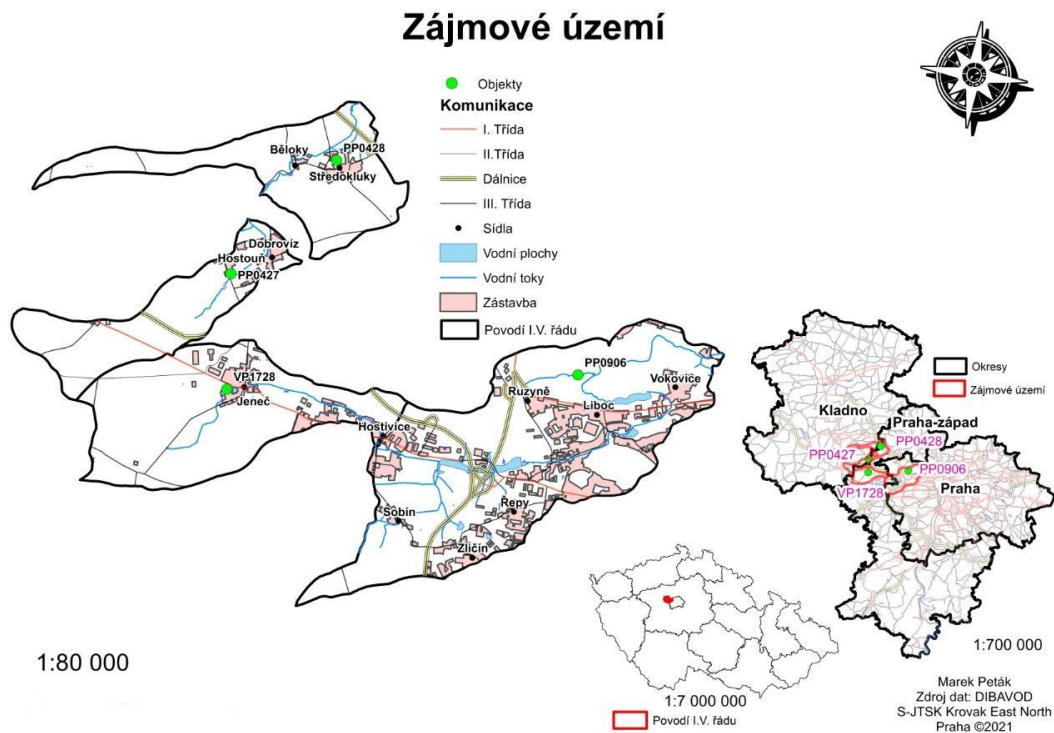 Zájmové území
Objekty
Komunikace
I. Třída
II.Třída
Dálnice
III. Třída
Sídla
Vodní plochy
Vodní toky
Zástavba
Povodí I.V. řádu
Běloky
PP0428
Středokluky
Dobrovíz
Hostouň
PP0427
VP1728
Jeneč
Hostivice
Sobín
Zličín
Řepy
Ruzyně
PP0906
Liboc
Vokovice
Okresy
Zájmové území
Kladno
Praha-západ
PP0428
PP0427
PP0906
VP1728
Praha
1:80 000
1:7 000 000
Povodí I.V. řádu
1:700 000
Marek Peták
Zdroj dat: DIBAVOD
S-JTSK Krovak East North
Praha ©2021